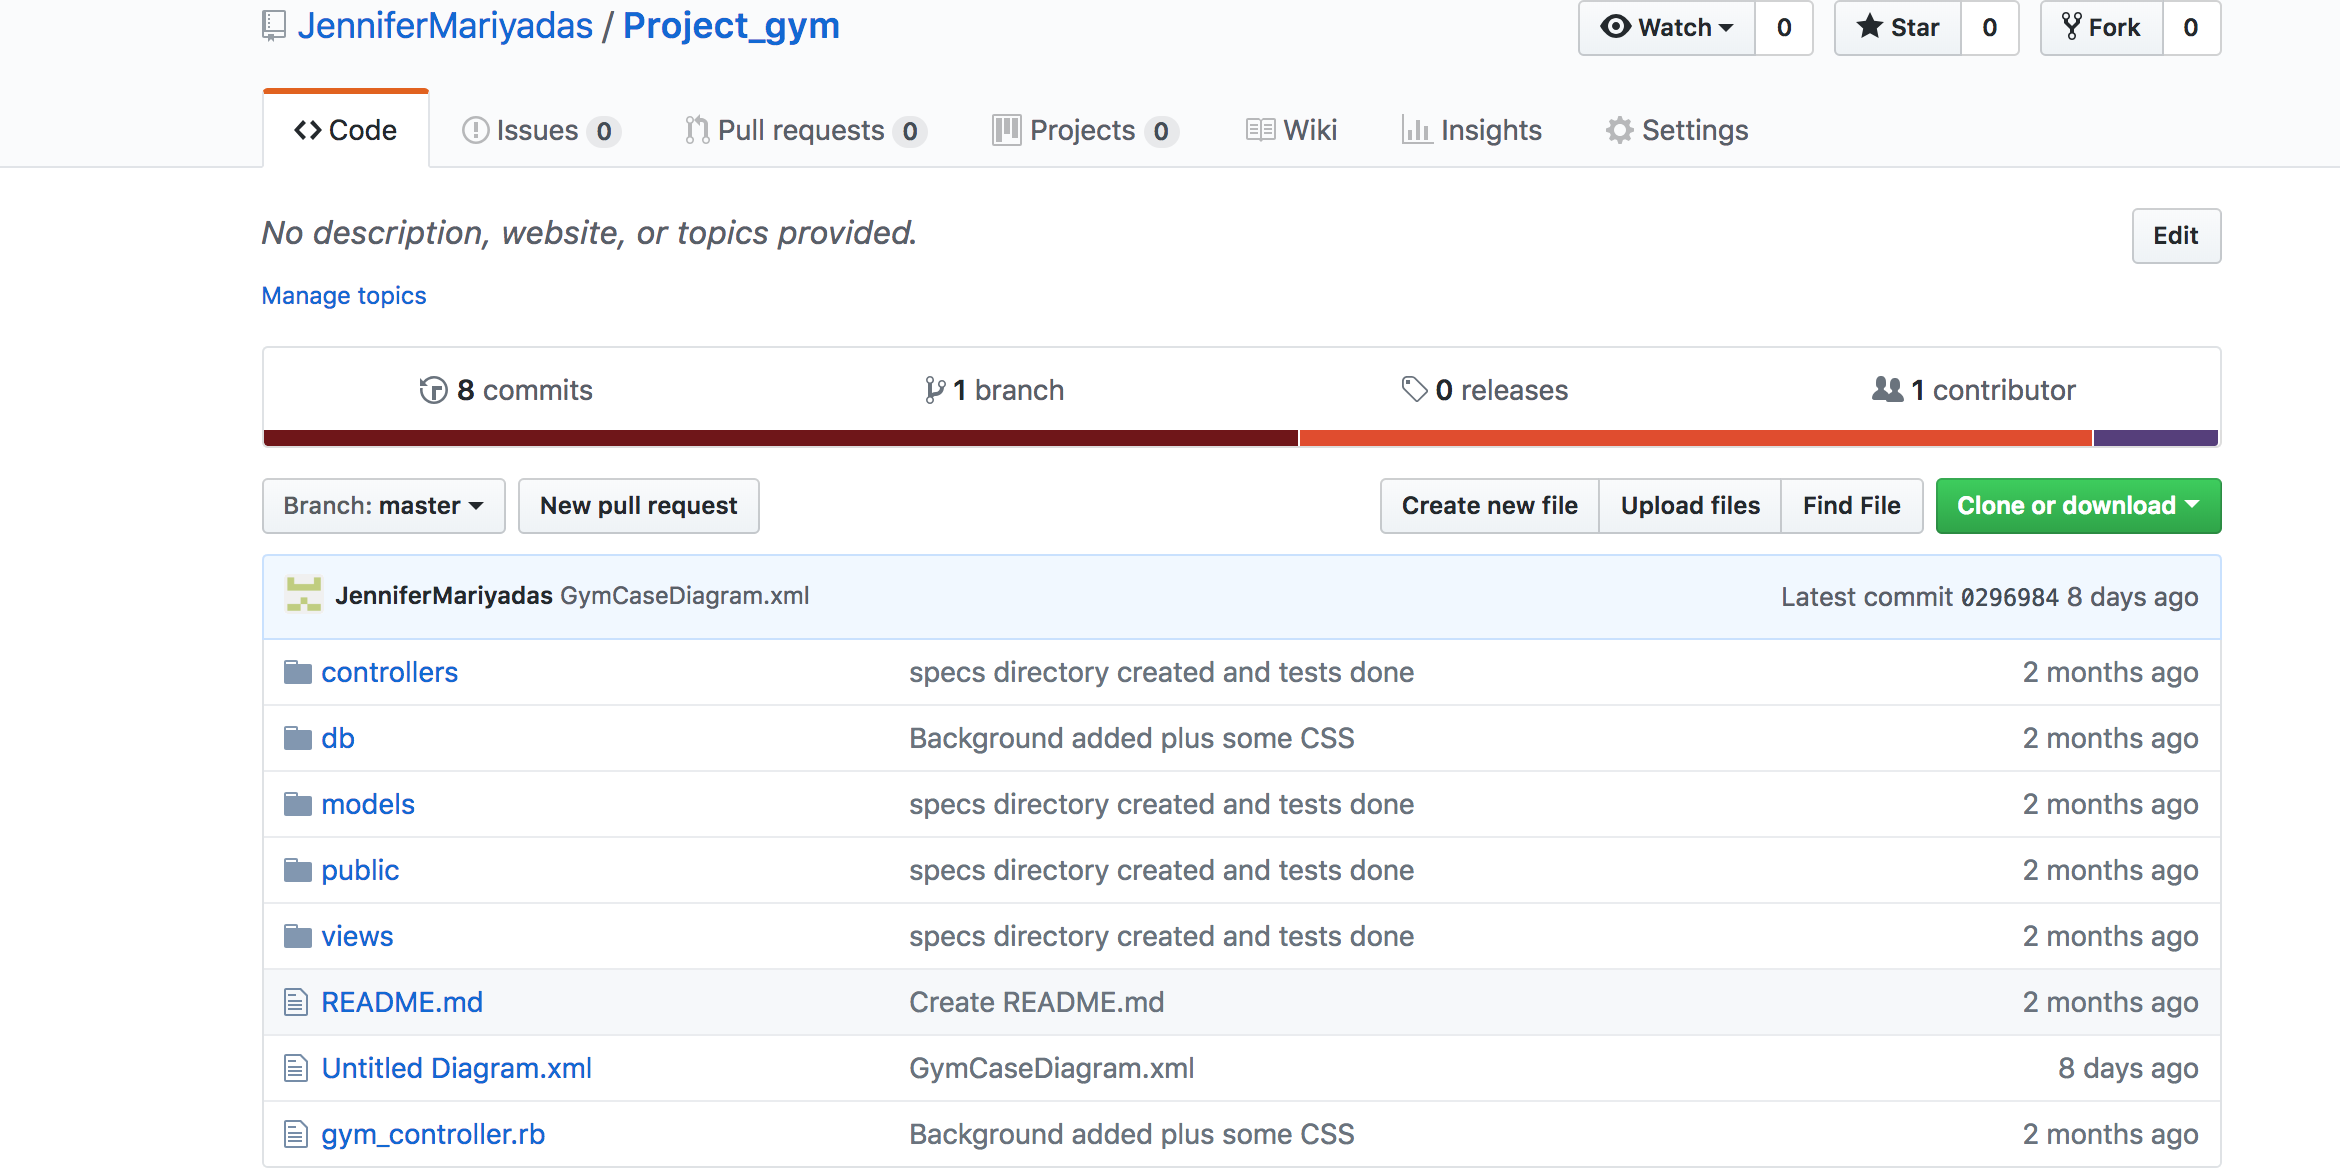 JenniferMariyadas / Project_gym
Watch 0 Star 0 Fork 0
Code Issues 0 Pull requests 0 Projects 0 Wiki Insights Settings
No description, website, or topics provided.
Edit
Manage topics
8 commits 1 branch 0 releases 1 contributor
Branch: master New pull request Create new file Upload files Find File Clone or download
JenniferMariyadas GymCaseDiagram.xml Latest commit 0296984 8 days ago
controllers specs directory created and tests done 2 months ago
db Background added plus some CSS 2 months ago
models specs directory created and tests done 2 months ago
public specs directory created and tests done 2 months ago
views specs directory created and tests done 2 months ago
README.md Create README.md 2 months ago
Untitled Diagram.xml GymCaseDiagram.xml 8 days ago
gym_controller.rb Background added plus some CSS 2 months ago